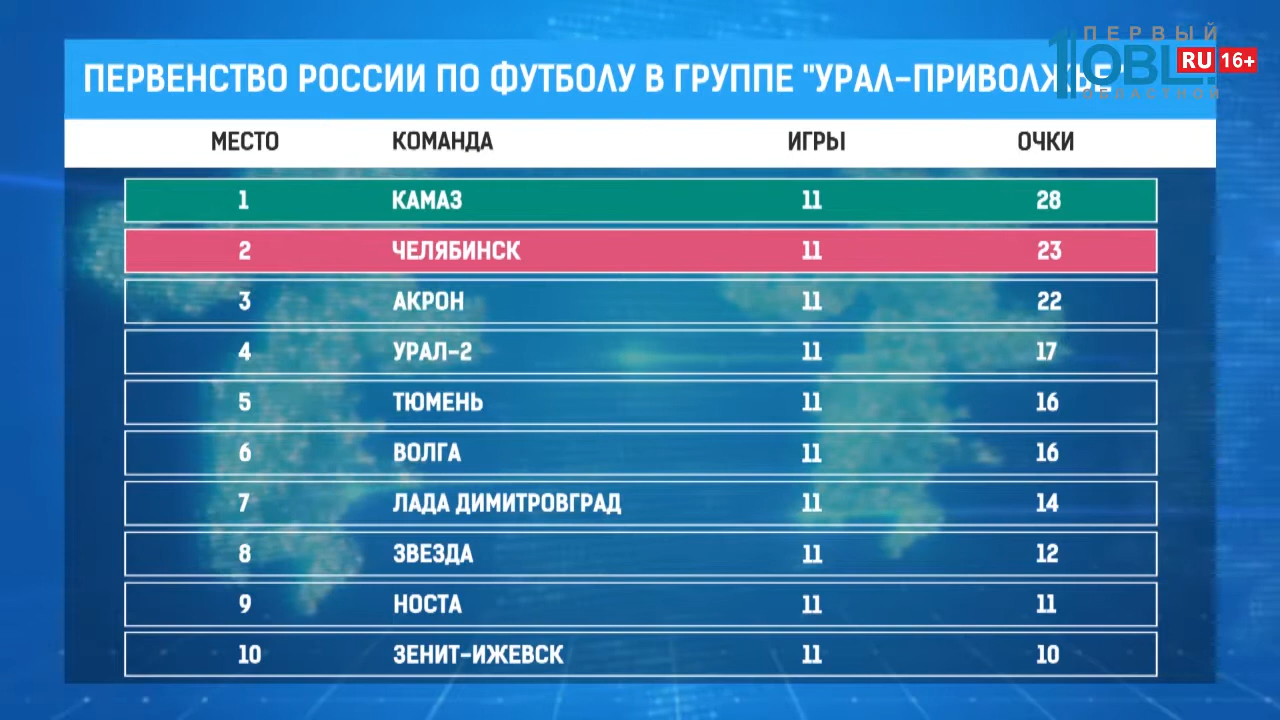 ПЕРВЫЙ
1OBL.
RU 16+
ОБЛАСТНОЙ
ПЕРВЕНСТВО РОССИИ ПО ФУТБОЛУ В ГРУППЕ "УРАЛ-ПРИВОЛЖЬЕ"
МЕСТО КОМАНДА ИГРЫ ОЧКИ
1 КАМАЗ 11 28
2 ЧЕЛЯБИНСК 11 23
3 АКРОН 11 22
4 УРАЛ-2 11 17
5 ТЮМЕНЬ 11 16
6 ВОЛГА 11 16
7 ЛАДА ДИМИТРОВГРАД 11 14
8 ЗВЕЗДА 11 12
9 НОСТА 11 11
10 ЗЕНИТ-ИЖЕВСК 11 10